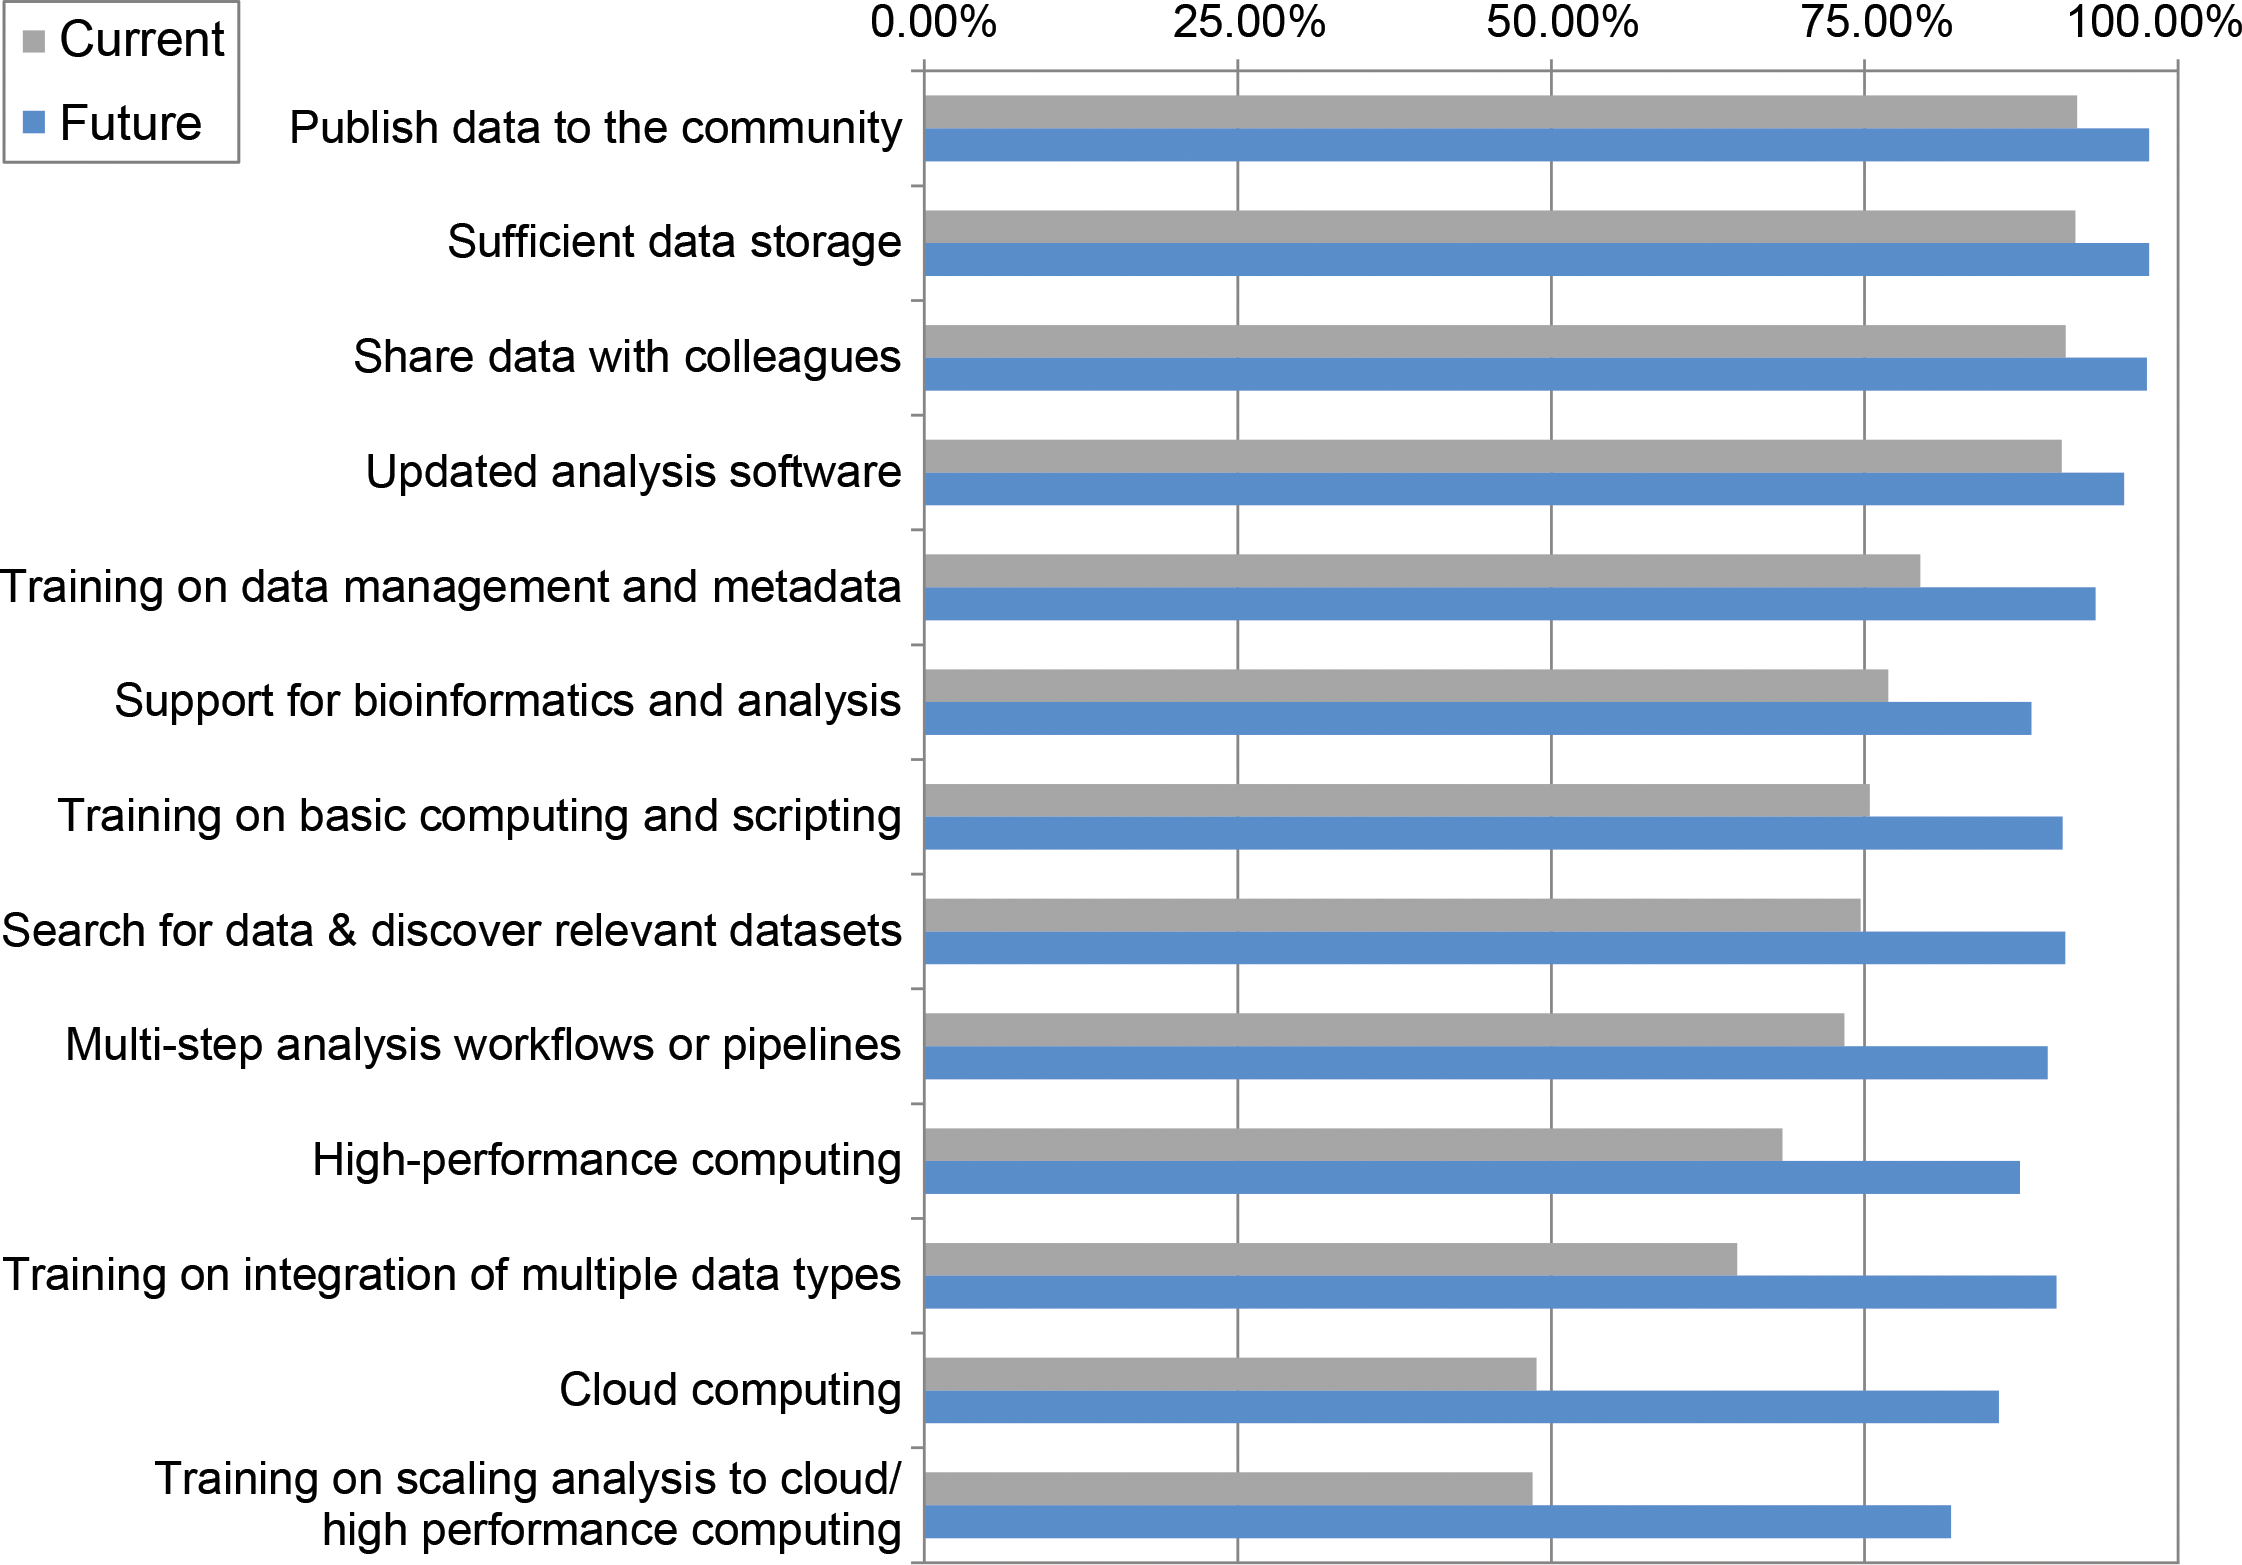 Current
Future
0.00% 25.00% 50.00% 75.00% 100.00%
Publish data to the community
Sufficient data storage
Share data with colleagues
Updated analysis software
Training on data management and metadata
Support for bioinformatics and analysis
Training on basic computing and scripting
Search for data & discover relevant datasets
Multi-step analysis workflows or pipelines
High-performance computing
Training on integration of multiple data types
Cloud computing
Training on scaling analysis to cloud/
high performance computing